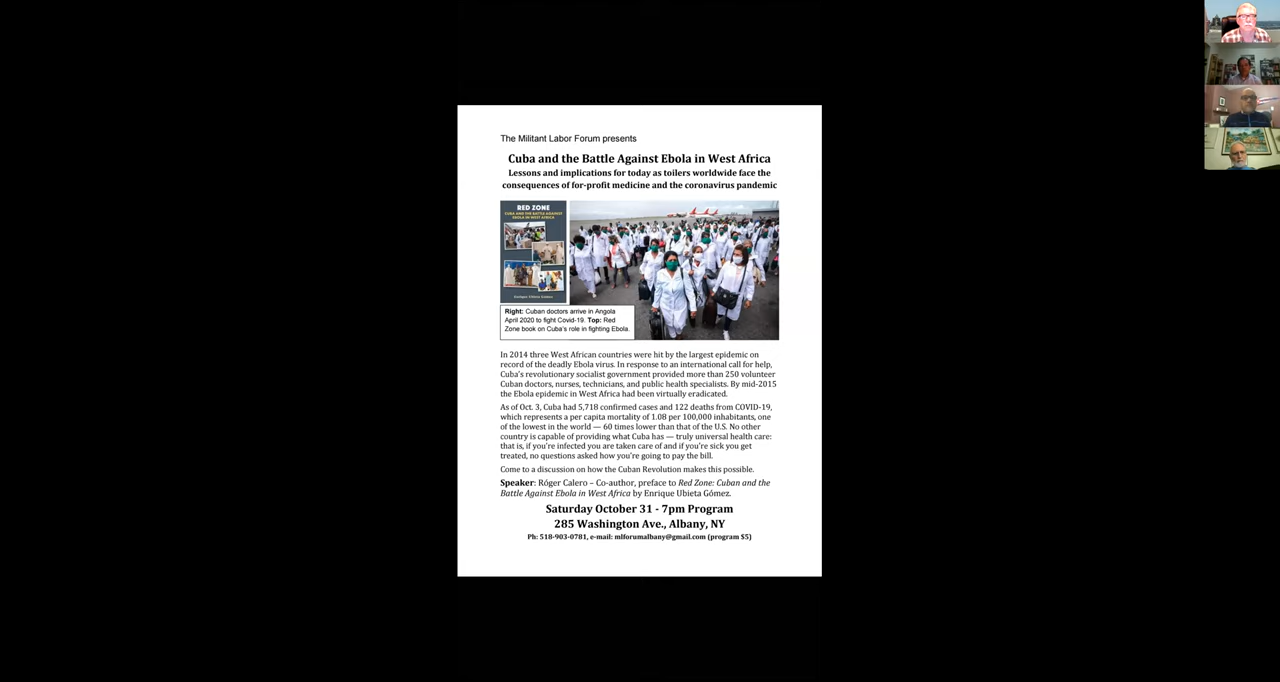 The Militant Labor Forum presents
Cuba and the Battle Against Ebola in West Africa
Lessons and implications for today as toilers worldwide face the
consequences of for-profit medicine and the coronavirus pandemic
RED ZONE
CUBA AND THE BATTLE AGAINST
EBOLA IN WEST AFRICA
Enrique Ubieta Gómez
Right: Cuban doctors arrive in Angola
April 2020 to fight Covid-19. Top: Red
Zone book on Cuba's role in fighting Ebola.
In 2014 three West African countries were hit by the largest epidemic on
record of the deadly Ebola virus. In response to an international call for help,
Cuba's revolutionary socialist government provided more than 250 volunteer
Cuban doctors, nurses, technicians, and public health specialists. By mid-2015
the Ebola epidemic in West Africa had been virtually eradicated.
As of Oct. 3, Cuba had 5,718 confirmed cases and 122 deaths from COVID-19,
which represents a per capita mortality of 1.08 per 100,000 inhabitants, one
of the lowest in the world — 60 times lower than that of the U.S. No other
country is capable of providing what Cuba has — truly universal health care:
that is, if you're infected you are taken care of and if you're sick you get
treated, no questions asked how you're going to pay the bill.
Come to a discussion on how the Cuban Revolution makes this possible.
Speaker: Róger Calero – Co-author, preface to Red Zone: Cuban and the
Battle Against Ebola in West Africa by Enrique Ubieta Gómez.
Saturday October 31 - 7pm Program
285 Washington Ave., Albany, NY
Ph: 518-903-0781, e-mail: mlforumalbany@gmail.com (program $5)